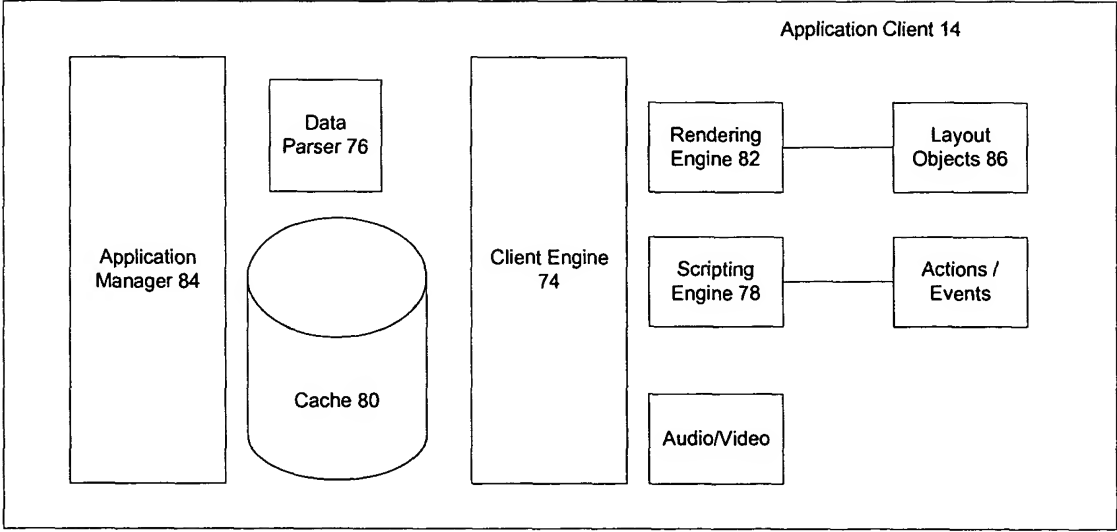 Application Client 14
Data
Parser 76
Rendering
Engine 82
Layout
Objects 86
Application
Manager 84
Client Engine
74
Scripting
Engine 78
Actions /
Events
Cache 80
Audio/Video